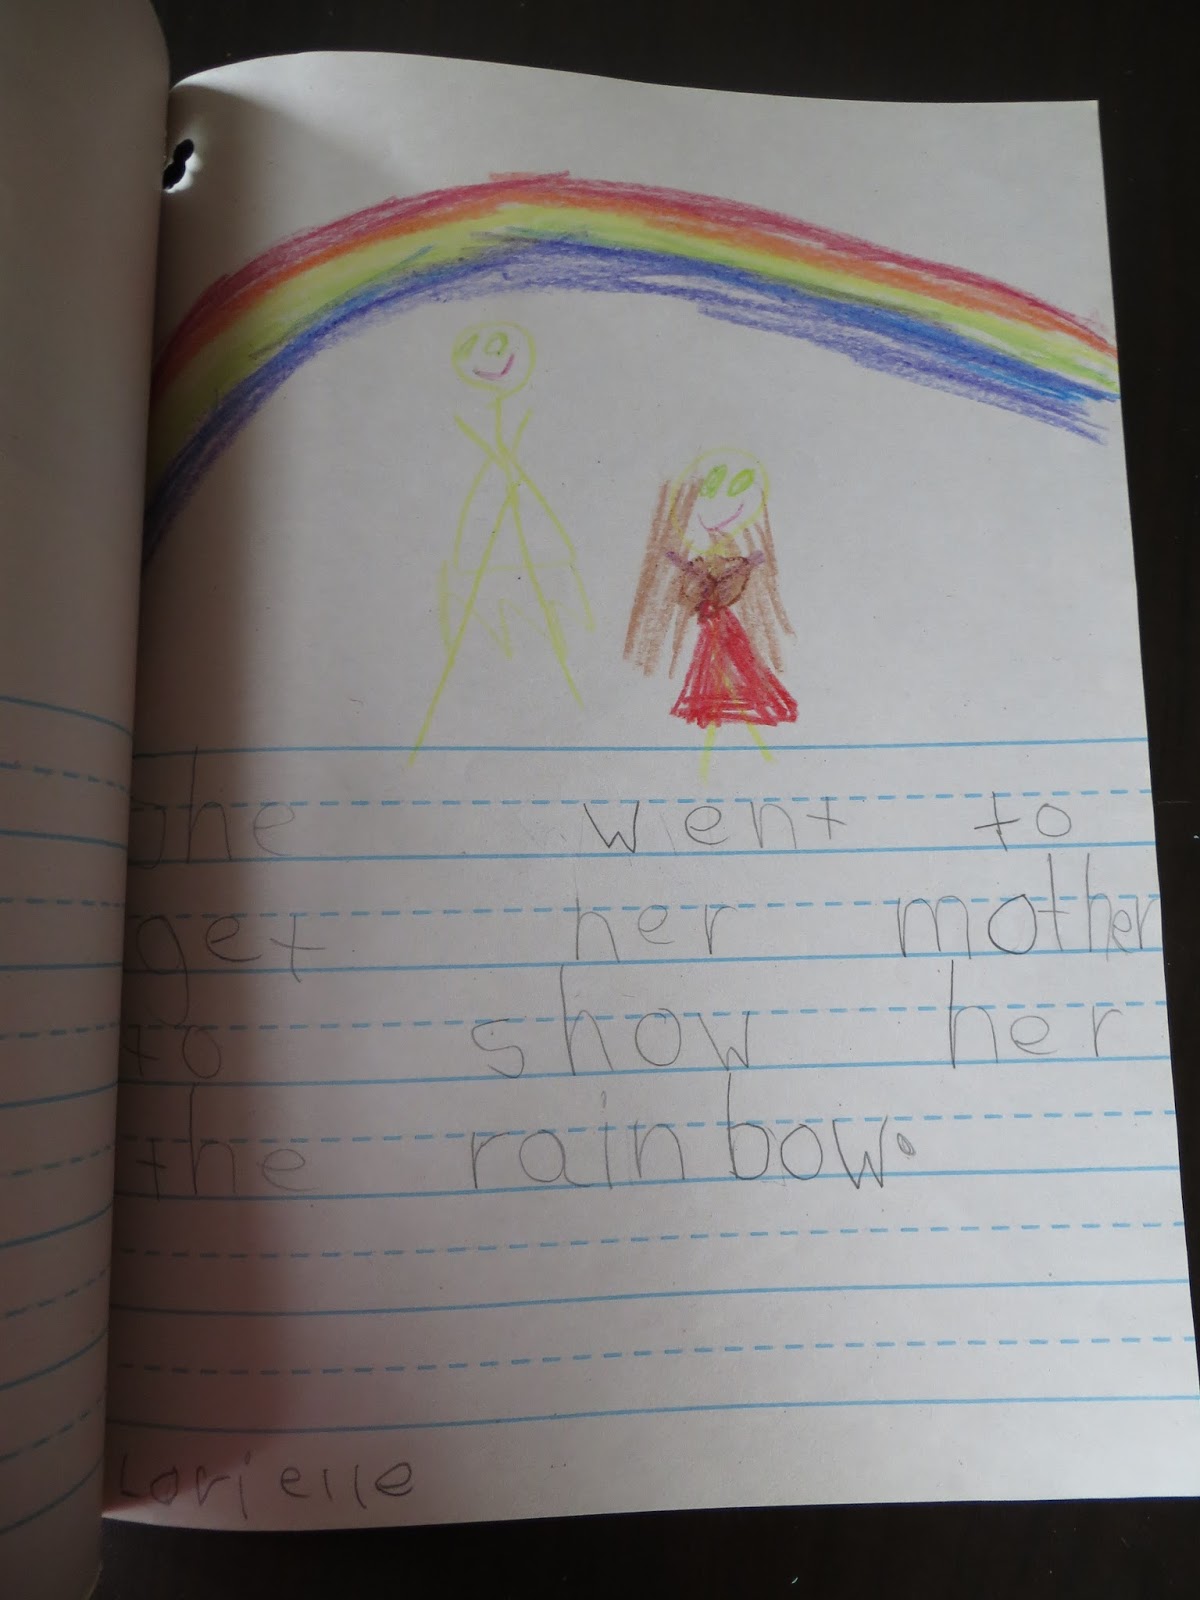 She went to
get her mother
to show her
the rainbow.
Lorielle